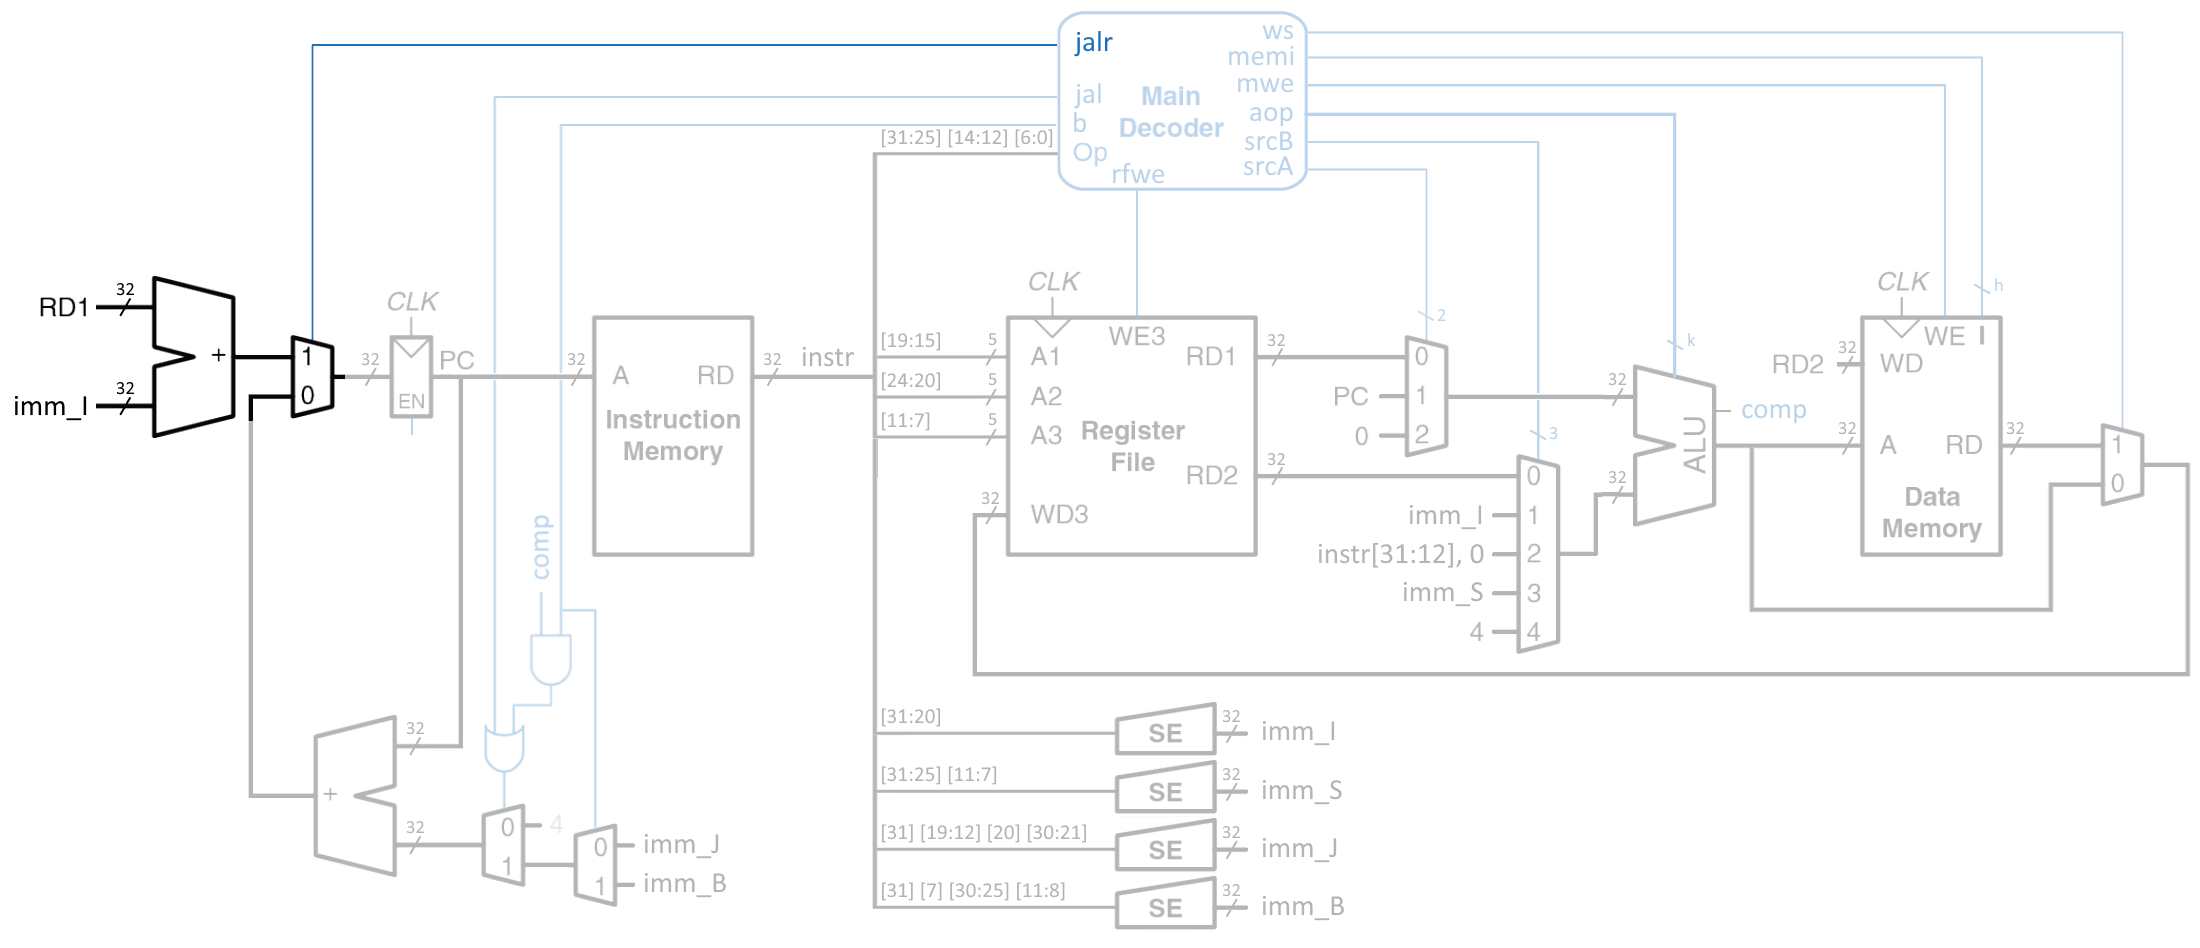 jalr
ws
memi
mwe
jal
Main
Decoder
b
aop
[31:25] [14:12] [6:0]
srcB
Op
srcA
rfwe
RD1
32
imm_I
32
+
1
0
32
CLK
EN
PC
32
A
RD
Instruction
Memory
32
instr
[19:15]
5
[24:20]
5
[11:7]
5
CLK
WE3
A1
RD1
A2
A3
Register
File
RD2
WD3
32
32
32
2
0
PC
1
0
2
3
0
imm_I
1
instr[31:12], 0
2
imm_S
3
4
4
32
32
k
ALU
comp
CLK
WE
I
h
RD2
32
WD
32
A
RD
Data
Memory
32
1
0
comp
32
+
32
0
4
1
0
imm_J
1
imm_B
[31:20]
SE
32
imm_I
[31:25] [11:7]
SE
32
imm_S
[31] [19:12] [20] [30:21]
SE
32
imm_J
[31] [7] [30:25] [11:8]
SE
32
imm_B